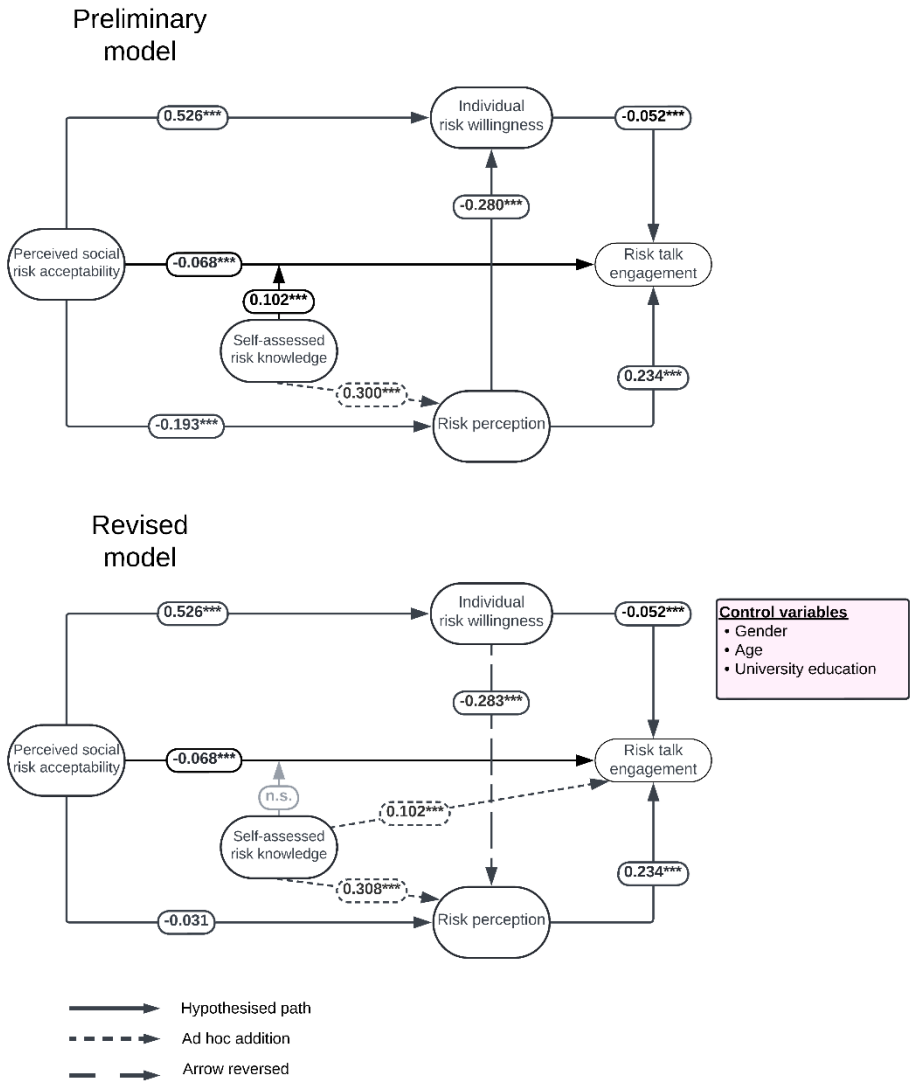 Preliminary
model
0.526***
Individual
risk willingness
-0.052***
-0.280***
Perceived social
risk acceptability
-0.068***
Risk talk
engagement
0.102***
Self-assessed
risk knowledge
0.300***
0.234***
-0.193***
Risk perception
Revised
model
0.526***
Individual
risk willingness
-0.052***
Control variables
• Gender
• Age
• University education
-0.283***
Perceived social
risk acceptability
-0.068***
Risk talk
engagement
n.s.
0.102***
Self-assessed
risk knowledge
0.308***
0.234***
-0.031
Risk perception
Hypothesised path
Ad hoc addition
Arrow reversed